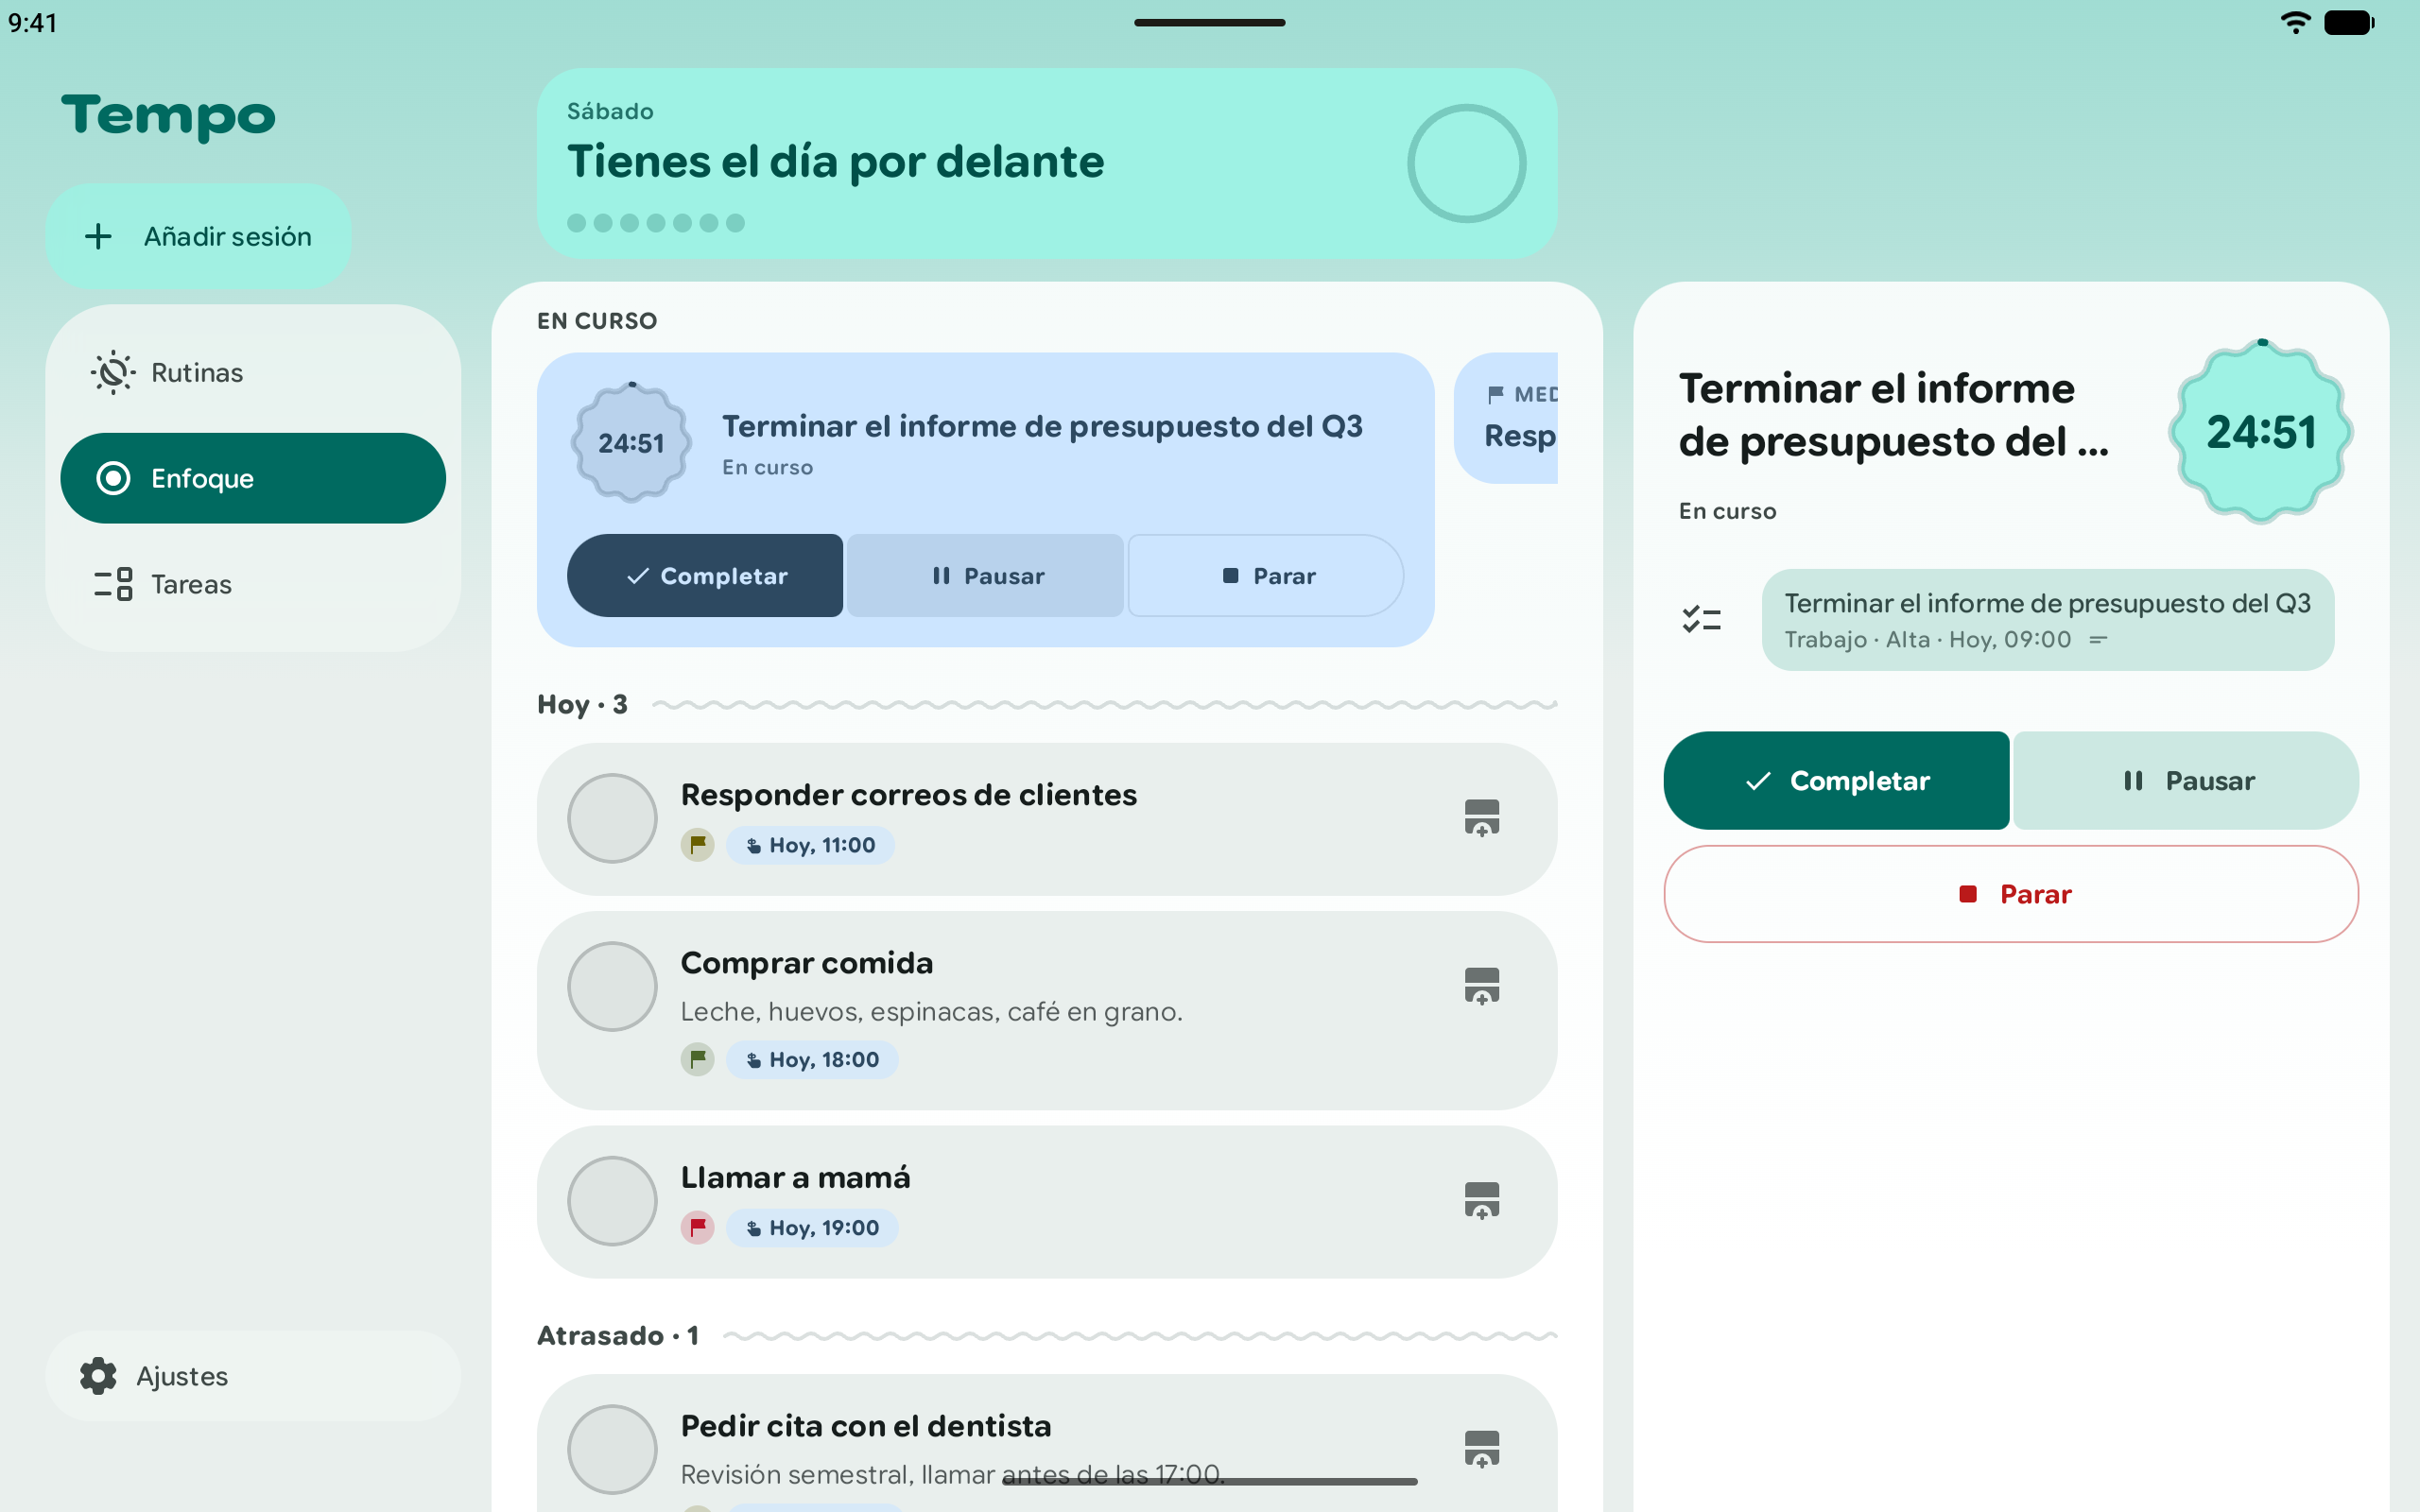 9:41
Tempo
Añadir sesión
Rutinas
Enfoque
Tareas
Ajustes
Sábado
Tienes el día por delante
EN CURSO
24:51
Terminar el informe de presupuesto del Q3
En curso
Completar
Pausar
Parar
MED
Resp
Hoy · 3
Responder correos de clientes
Hoy, 11:00
Comprar comida
Leche, huevos, espinacas, café en grano.
Hoy, 18:00
Llamar a mamá
Hoy, 19:00
Atrasado · 1
Pedir cita con el dentista
Revisión semestral, llamar antes de las 17:00.
Terminar el informe
de presupuesto del ...
24:51
En curso
Terminar el informe de presupuesto del Q3
Trabajo · Alta · Hoy, 09:00
Completar
Pausar
Parar